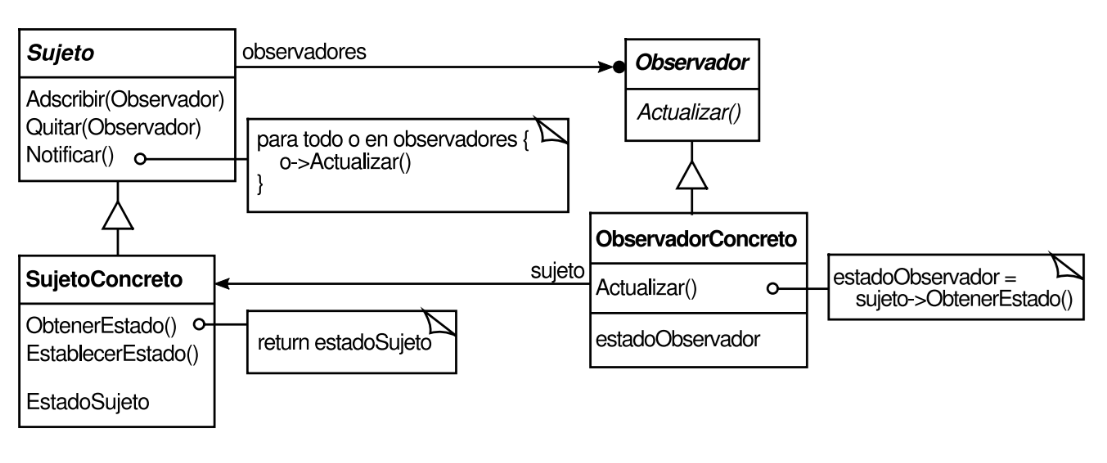 Sujeto
Adscribir(Observador)
Quitar(Observador)
Notificar()
observadores
para todo o en observadores {
o->Actualizar()
}
Observador
Actualizar()
SujetoConcreto
ObtenerEstado()
EstablecerEstado()
EstadoSujeto
return estadoSujeto
sujeto
ObservadorConcreto
Actualizar()
estadoObservador
estadoObservador =
sujeto->ObtenerEstado()